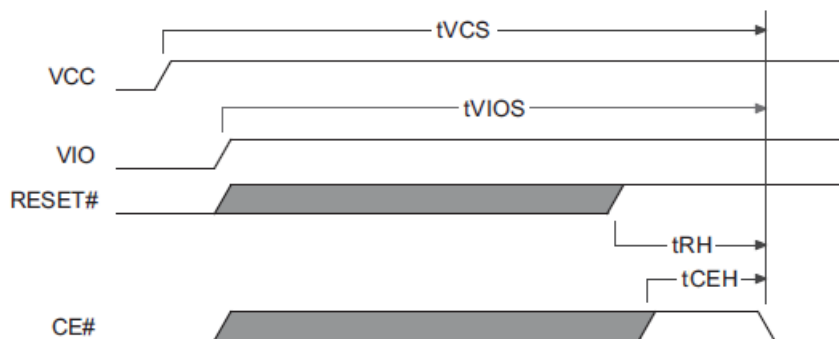 tVCS
VCC
tVIOS
VIO
RESET#
tRH
tCEH
CE#